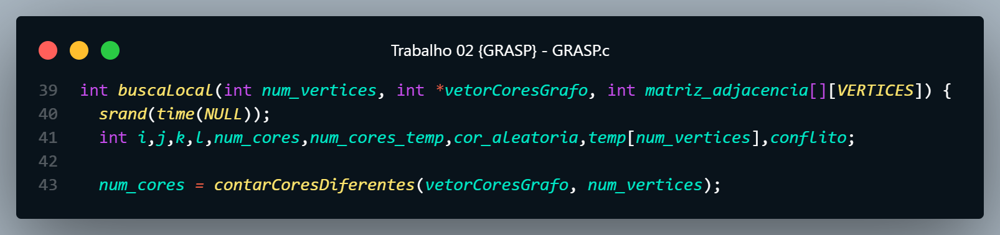 Trabalho 02 {GRASP} - GRASP.c
39 int buscaLocal(int num_vertices, int *vetorCoresGrafo, int matriz_adjacencia[][VERTICES]) {
40 srand(time(NULL));
41 int i,j,k,l,num_cores,num_cores_temp,cor_aleatoria,temp[num_vertices],conflito;
42
43 num_cores = contarCoresDiferentes(vetorCoresGrafo, num_vertices);